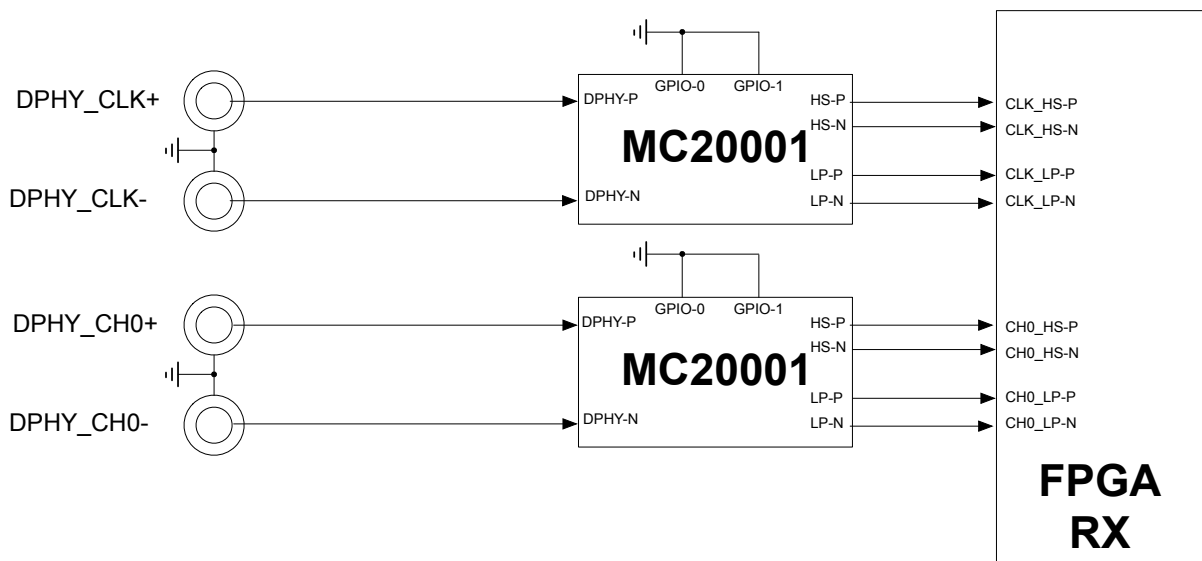 DPHY_CLK+
DPHY_CLK-
GPIO-0 GPIO-1
DPHY-P
HS-P
HS-N
MC20001
LP-P
DPHY-N
LP-N
CLK_HS-P
CLK_HS-N
CLK_LP-P
CLK_LP-N
DPHY_CH0+
DPHY_CH0-
GPIO-0 GPIO-1
DPHY-P
HS-P
HS-N
MC20001
LP-P
DPHY-N
LP-N
CH0_HS-P
CH0_HS-N
CH0_LP-P
CH0_LP-N
FPGA
RX